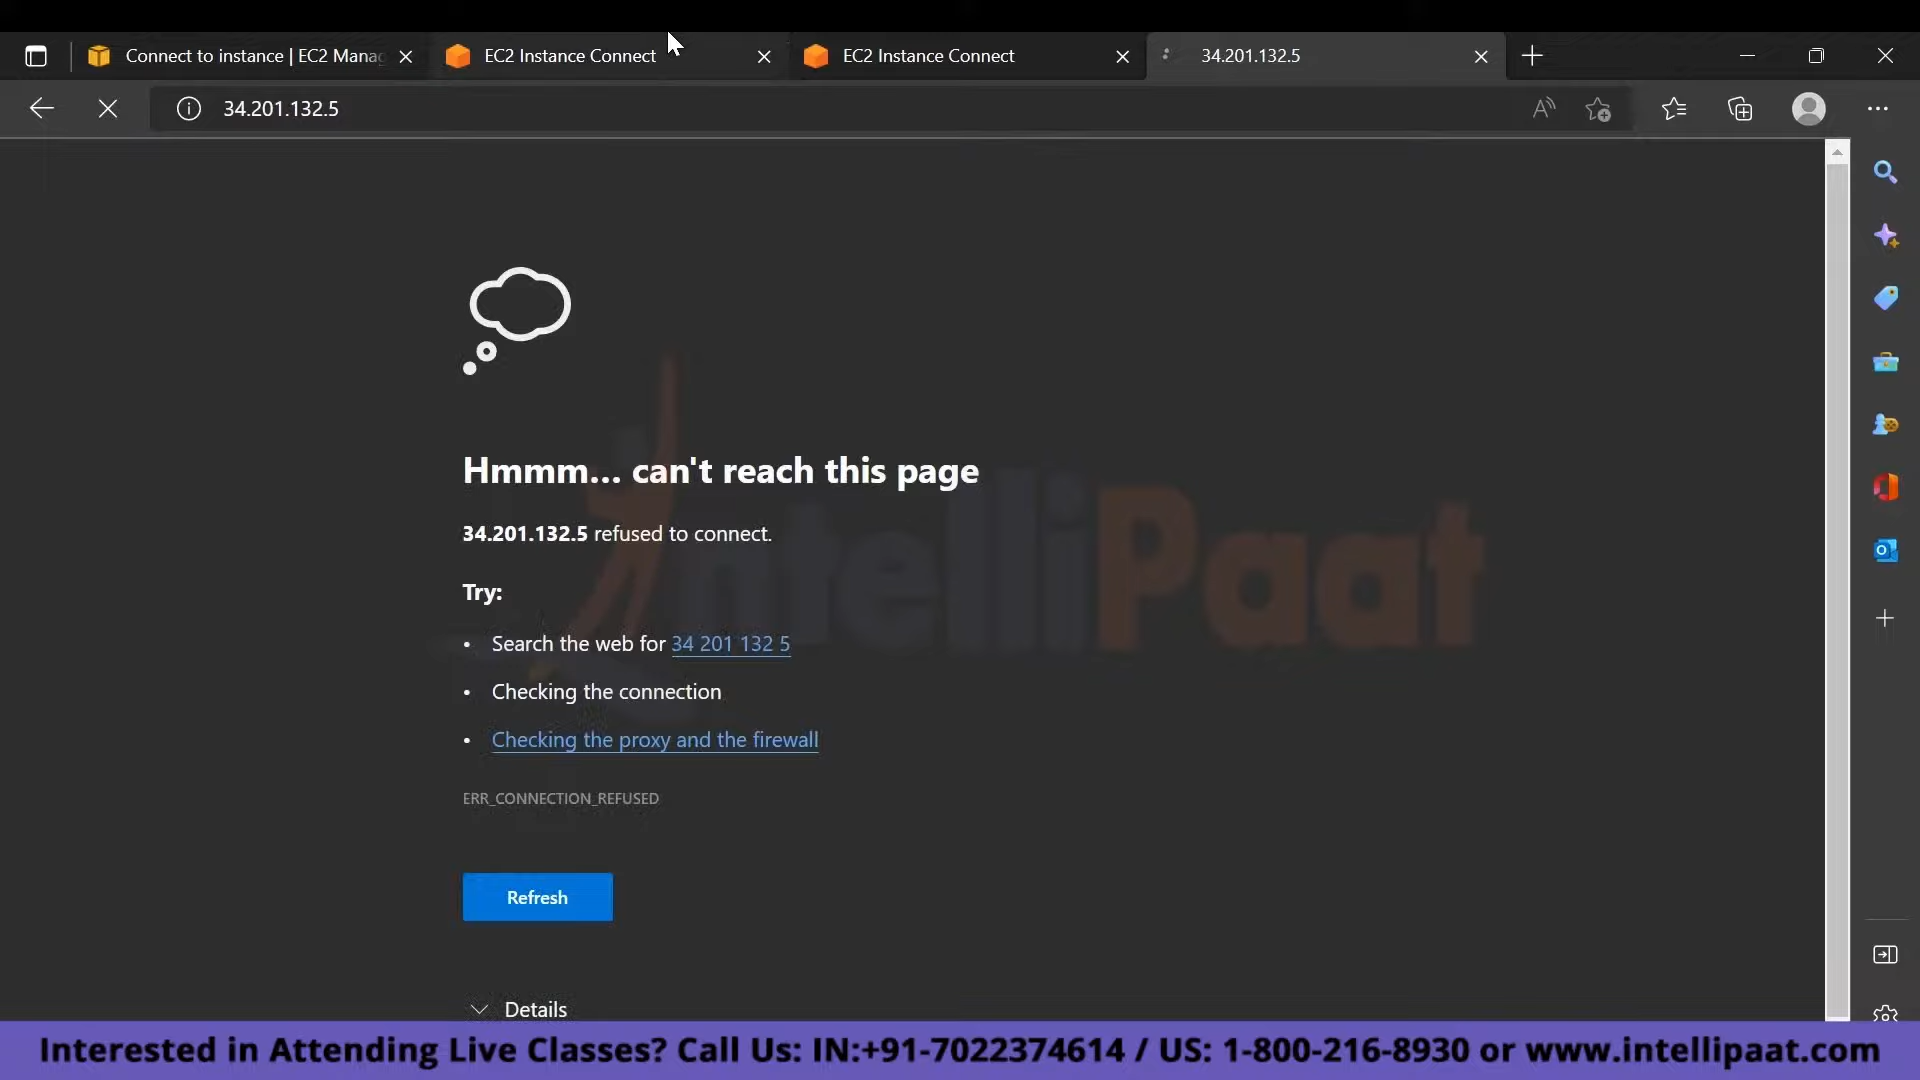 Connect to instance | EC2 Manag
EC2 Instance Connect
EC2 Instance Connect
34.201.132.5
34.201.132.5
Hmmm... can't reach this page
34.201.132.5 refused to connect.
Try:
• Search the web for 34 201 132 5
• Checking the connection
• Checking the proxy and the firewall
ERR_CONNECTION_REFUSED
Refresh
Details
IntelliPaat
Interested in Attending Live Classes? Call Us: IN:+91-7022374614 / US: 1-800-216-8930 or www.intellipaat.com